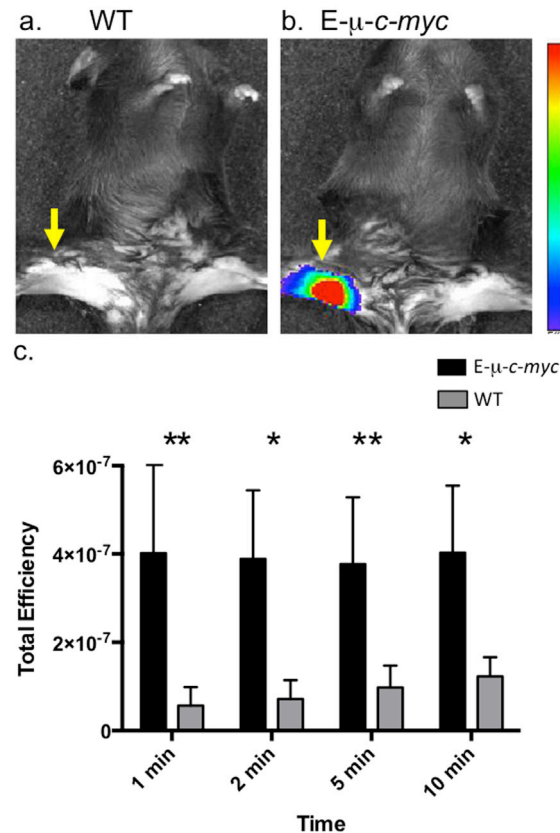 a. WT
b. E-μ-c-myc
c.
E-μ-c-myc
WT
** * ** *
6×10-7
4×10-7
2×10-7
0
Total Efficiency
1 min 2 min 5 min 10 min
Time